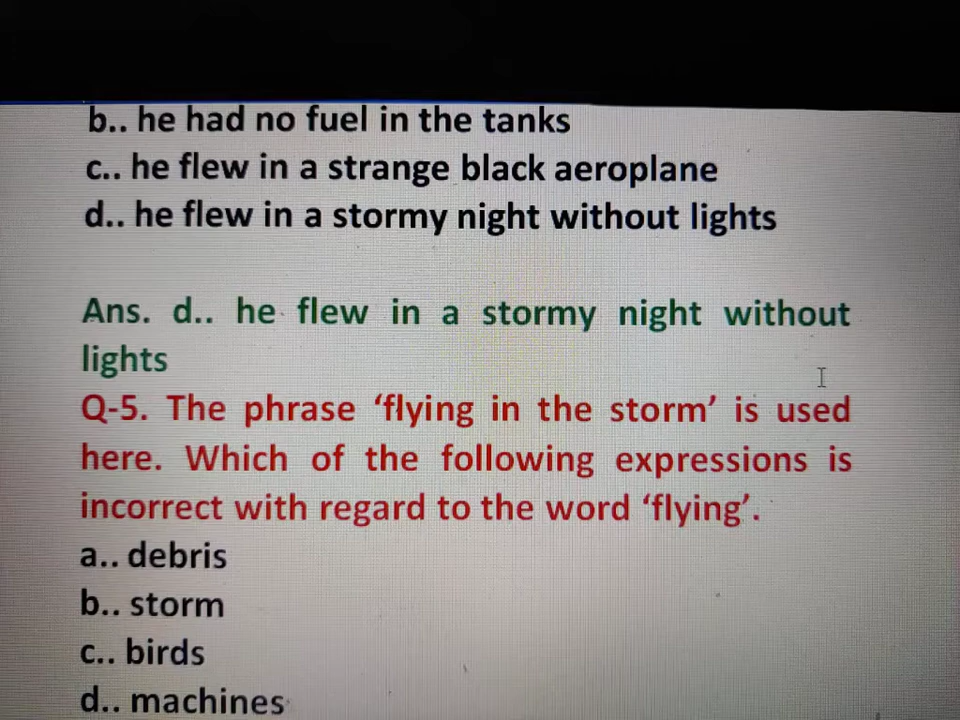 b.. he had no fuel in the tanks
c.. he flew in a strange black aeroplane
d.. he flew in a stormy night without lights
Ans. d.. he flew in a stormy night without
lights
Q-5. The phrase ‘flying in the storm’ is used
here. Which of the following expressions is
incorrect with regard to the word ‘flying’.
a.. debris
b.. storm
c.. birds
d.. machines